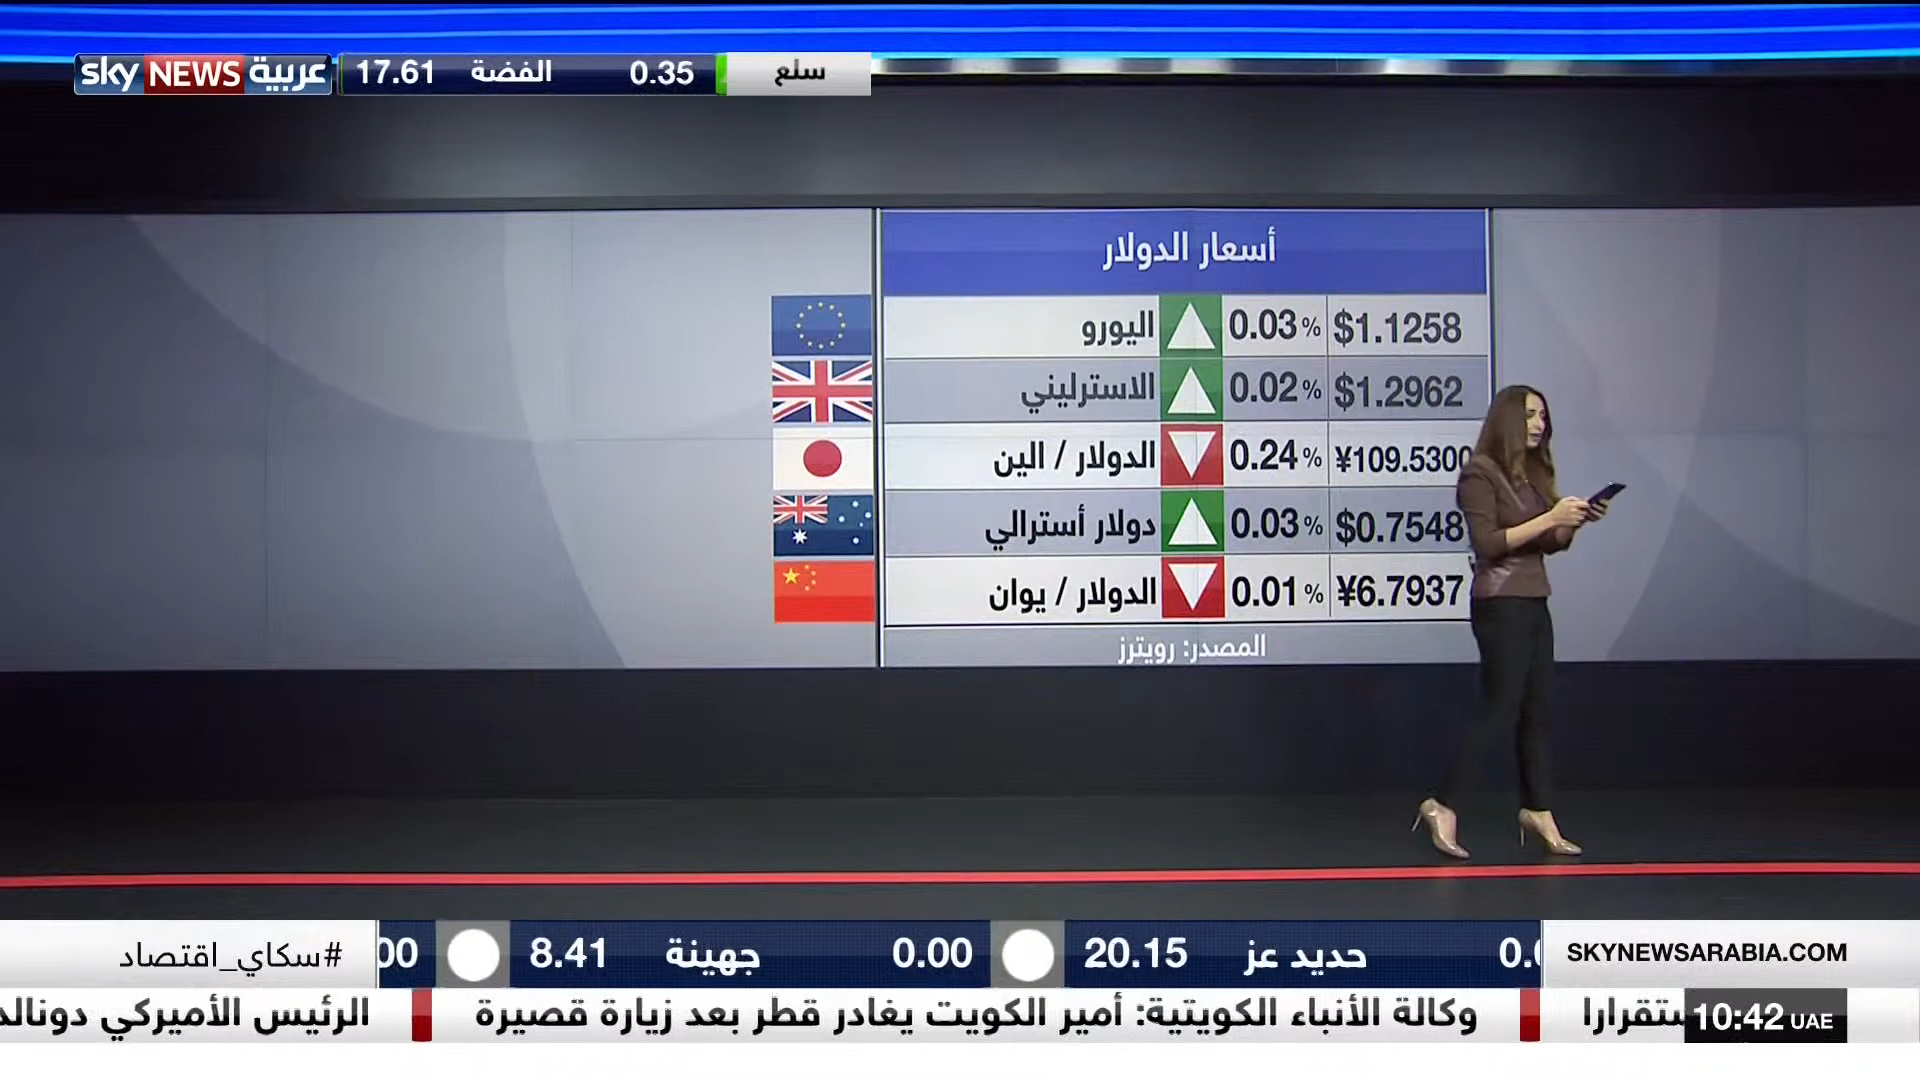 sky NEWS عربية
سلع 0.35 الفضة 17.61
أسعار الدولار
اليورو 0.03 % $1.1258
الاسترليني 0.02 % $1.2962
الدولار / الين 0.24 % ¥109.5300
دولار أسترالي 0.03 % $0.7548
الدولار / يوان 0.01 % ¥6.7937
المصدر: رويترز
SKYNEWSARABIA.COM
حديد عز 20.15 0.00 جهينة 8.41
#سكاي_اقتصاد
وكالة الأنباء الكويتية: أمير الكويت يغادر قطر بعد زيارة قصيرة الرئيس الأميركي
10:42 UAE